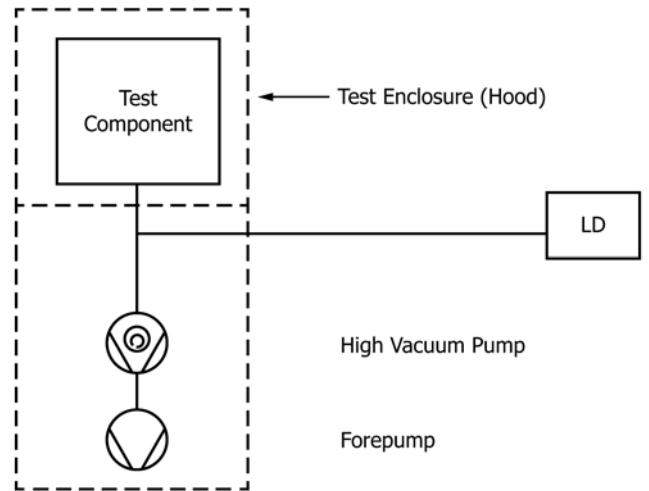 Test
Component
Test Enclosure (Hood)
LD
High Vacuum Pump
Forepump